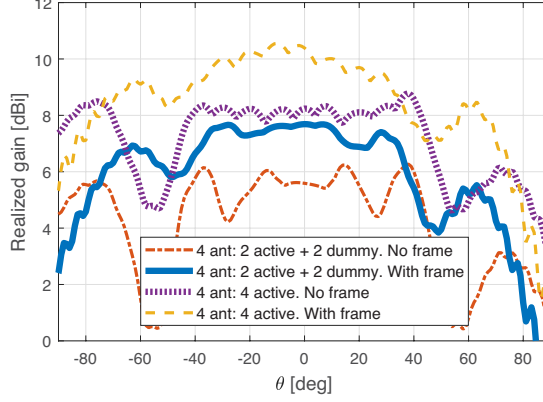 12
10
8
6
4
2
0
Realized gain [dBi]
4 ant: 2 active + 2 dummy. No frame
4 ant: 2 active + 2 dummy. With frame
4 ant: 4 active. No frame
4 ant: 4 active. With frame
-80 -60 -40 -20 0 20 40 60 80
θ [deg]